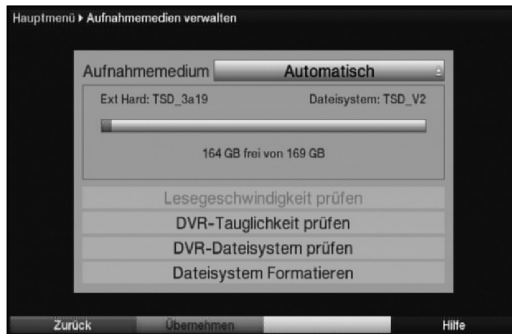 Hauptmenü ▸ Aufnahmemedien verwalten
Aufnahmemedium Automatisch
Ext Hard: TSD_3a19 Dateisystem: TSD_V2
164 GB frei von 169 GB
Lesegeschwindigkeit prüfen
DVR-Tauglichkeit prüfen
DVR-Dateisystem prüfen
Dateisystem Formatieren
Zurück Übernehmen Hilfe